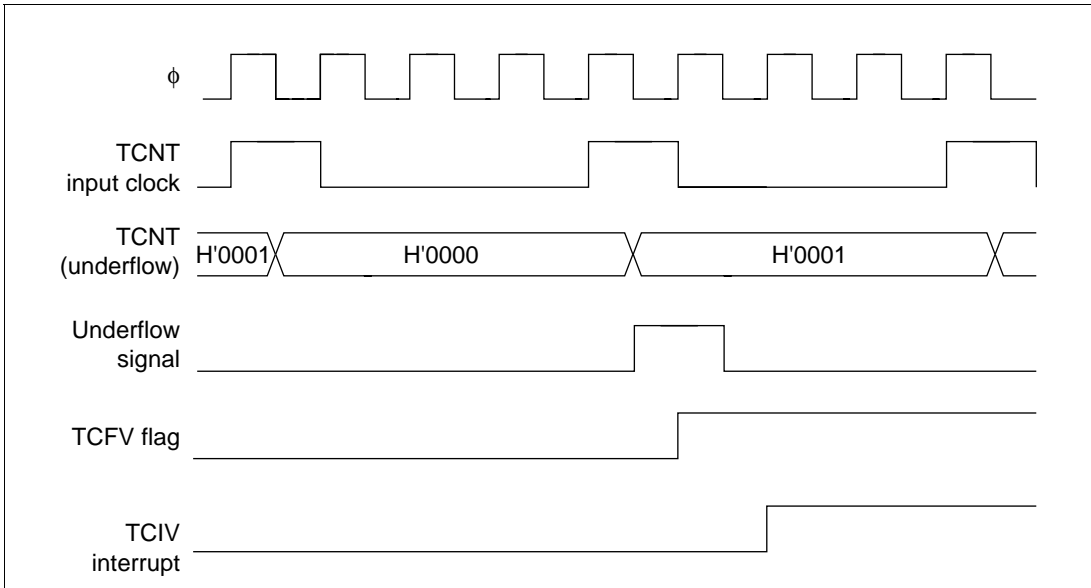 φ
TCNT
input clock
TCNT
(underflow)
H'0001 H'0000 H'0001
Underflow
signal
TCFV flag
TCIV
interrupt